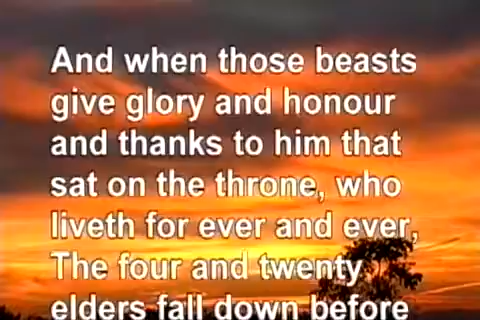 And when those beasts
give glory and honour
and thanks to him that
sat on the throne, who
liveth for ever and ever,
The four and twenty
elders fall down before